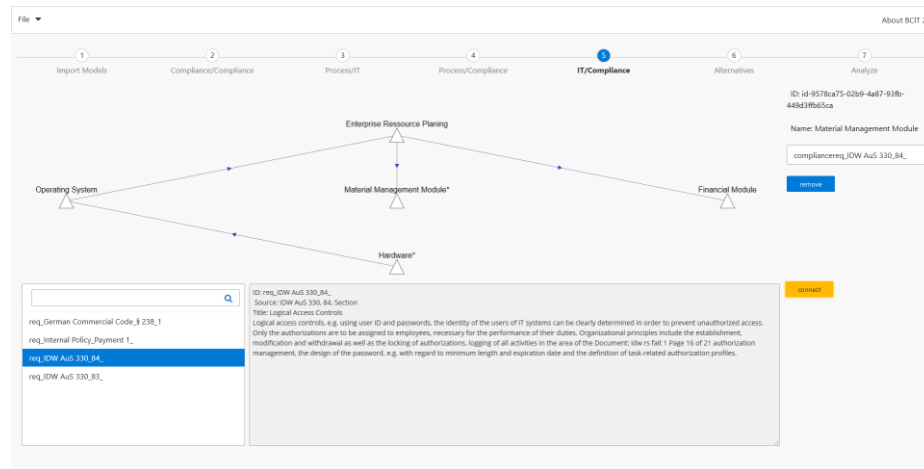 File
About BCIT
1 2 3 4 5 6 7
Import Models Compliance/Compliance Process/IT Process/Compliance IT/Compliance Alternatives Analyze
ID: id-9578ca75-02b9-4a87-93fb-
449d3ffb65ca
Name: Material Management Module
compliancereq_IDW AuS 330_84_
remove
Enterprise Ressource Planing
Operating System Material Management Module* Financial Module
Hardware*
connect
req_German Commercial Code_§ 238_1
req_Internal Policy_Payment 1_
req_IDW AuS 330_84_
req_IDW AuS 330_83_
ID: req_IDW AuS 330_84_
Source: IDW AuS 330, 84, Section
Title: Logical Access Controls
Logical access controls, e.g. using user ID and passwords, the identity of the users of IT systems can be clearly determined in order to prevent unauthorized access.
Only the authorizations are to be assigned to employees, necessary for the performance of their duties. Organizational principles include the establishment,
modification and withdrawal as well as the locking of authorizations, logging of all activities in the area of the Document: idw rs fait 1 Page 16 of 21 authorization
management, the design of the password, e.g. with regard to minimum length and expiration date and the definition of task-related authorization profiles.